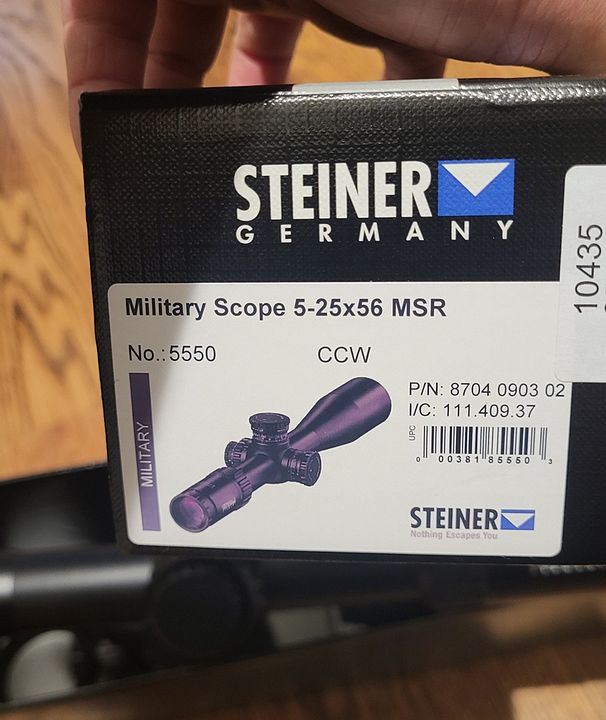 STEINER
GERMANY
10435
Military Scope 5-25x56 MSR
No.: 5550
CCW
P/N: 8704 0903 02
I/C: 111.409.37
MILITARY
UPC
0 00381 85550 3
STEINER
Nothing Escapes You